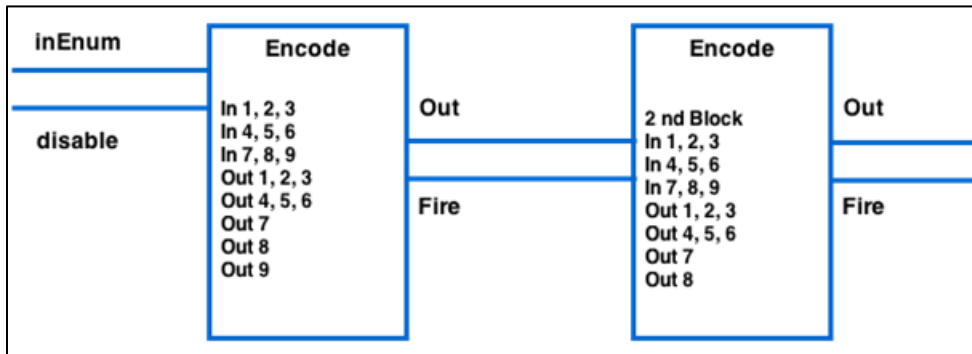 inEnum
disable
Encode
In 1, 2, 3
In 4, 5, 6
In 7, 8, 9
Out 1, 2, 3
Out 4, 5, 6
Out 7
Out 8
Out 9
Out
Fire
Encode
2 nd Block
In 1, 2, 3
In 4, 5, 6
In 7, 8, 9
Out 1, 2, 3
Out 4, 5, 6
Out 7
Out 8
Out
Fire